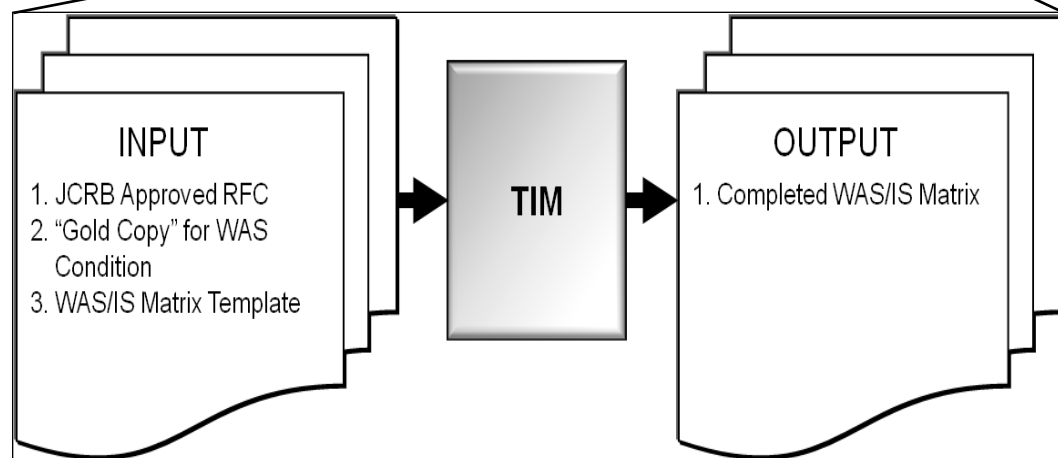 INPUT
1. JCRB Approved RFC
2. “Gold Copy” for WAS
Condition
3. WAS/IS Matrix Template
TIM
OUTPUT
1. Completed WAS/IS Matrix